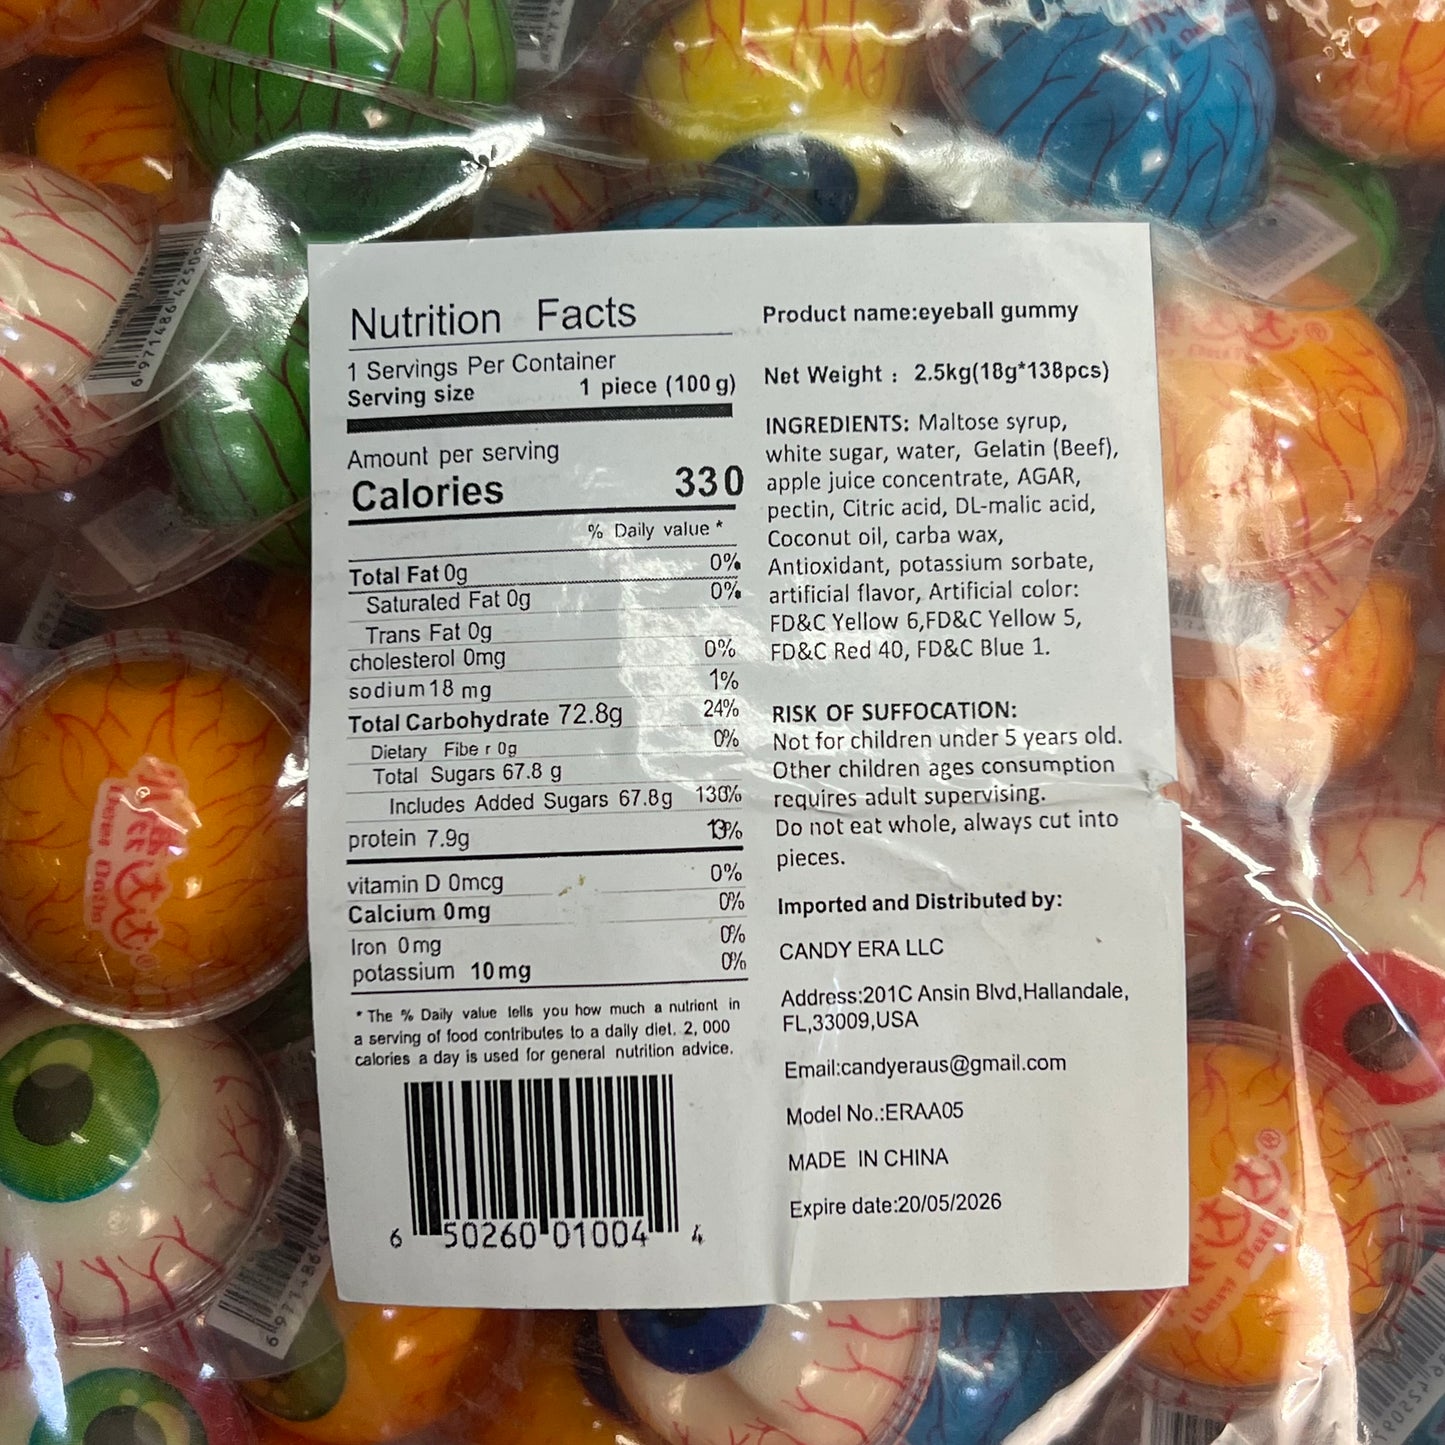 Nutrition Facts
1 Servings Per Container
Serving size 1 piece (100 g)
Amount per serving
Calories 330
% Daily value *
Total Fat 0g 0%
Saturated Fat 0g 0%
Trans Fat 0g
cholesterol 0mg 0%
sodium 18 mg 1%
Total Carbohydrate 72.8g 24%
Dietary Fiber 0g 0%
Total Sugars 67.8 g
Includes Added Sugars 67.8g 130%
protein 7.9g 13%
vitamin D 0mcg 0%
Calcium 0mg 0%
Iron 0mg 0%
potassium 10mg 0%
* The % Daily value tells you how much a nutrient in
a serving of food contributes to a daily diet. 2, 000
calories a day is used for general nutrition advice.
6 50260 01004 4
Product name:eyeball gummy
Net Weight : 2.5kg(18g*138pcs)
INGREDIENTS: Maltose syrup,
white sugar, water, Gelatin (Beef),
apple juice concentrate, AGAR,
pectin, Citric acid, DL-malic acid,
Coconut oil, carba wax,
Antioxidant, potassium sorbate,
artificial flavor, Artificial color:
FD&C Yellow 6,FD&C Yellow 5,
FD&C Red 40, FD&C Blue 1.
RISK OF SUFFOCATION:
Not for children under 5 years old.
Other children ages consumption
requires adult supervising.
Do not eat whole, always cut into
pieces.
Imported and Distributed by:
CANDY ERA LLC
Address:201C Ansin Blvd,Hallandale,
FL,33009,USA
Email:candyeraus@gmail.com
Model No.:ERAA05
MADE IN CHINA
Expire date:20/05/2026